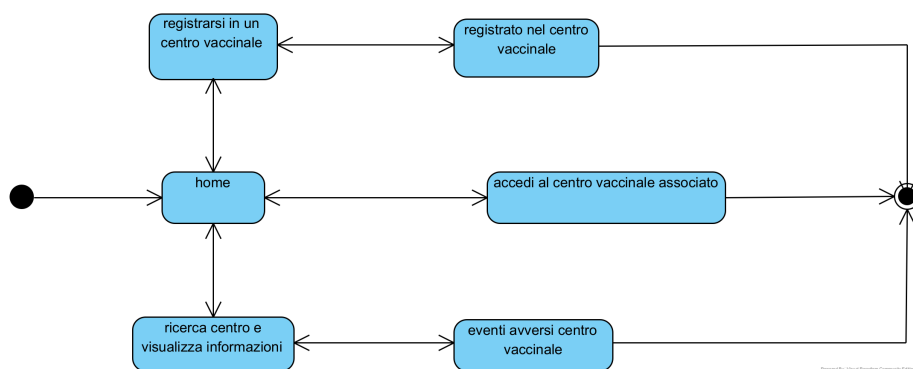 registrarsi in un
centro vaccinale
registrato nel centro
vaccinale
home
accedi al centro vaccinale associato
ricerca centro e
visualizza informazioni
eventi avversi centro
vaccinale